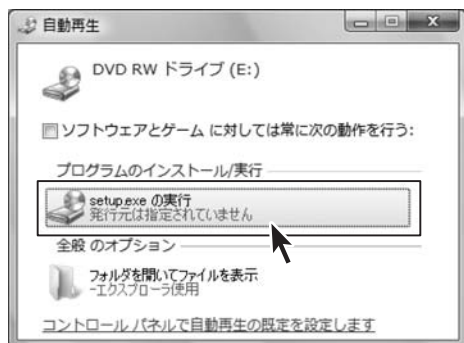 自動再生
DVD RW ドライブ (E:)
ソフトウェアとゲーム に対しては常に次の動作を行う:
プログラムのインストール/実行
setup.exe の実行
発行元は指定されていません
全般 のオプション
フォルダを開いてファイルを表示
-エクスプローラ使用
コントロール パネルで自動再生の既定を設定します